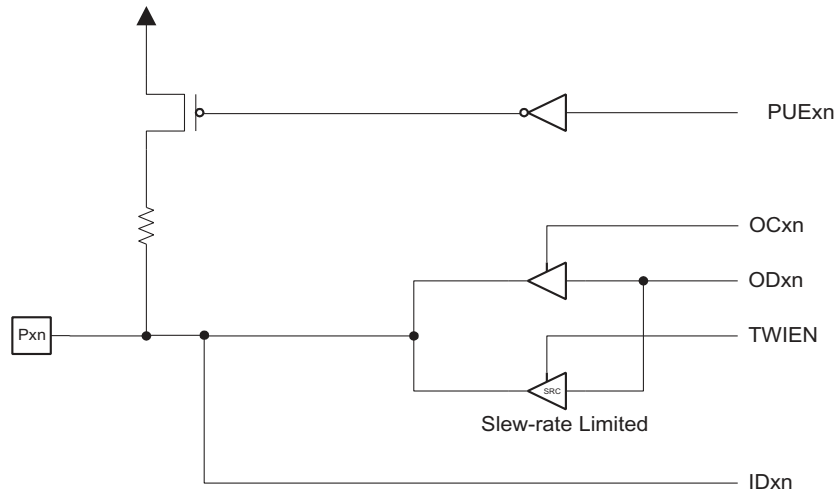 PUExn
OCxn
ODxn
Pxn
TWIEN
SRC
Slew-rate Limited
IDxn